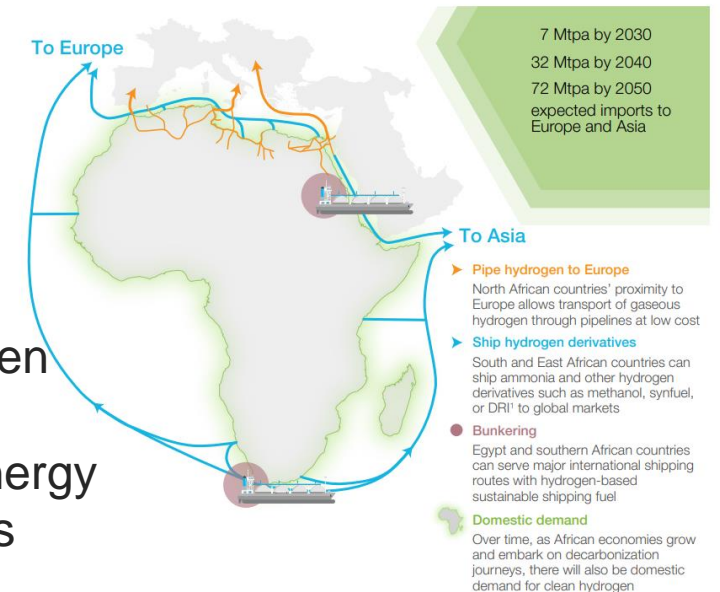 To Europe
7 Mtpa by 2030
32 Mtpa by 2040
72 Mtpa by 2050
expected imports to
Europe and Asia
To Asia
Pipe hydrogen to Europe
North African countries' proximity to
Europe allows transport of gaseous
hydrogen through pipelines at low cost
Ship hydrogen derivatives
South and East African countries can
ship ammonia and other hydrogen
derivatives such as methanol, synfuel,
or DRI¹ to global markets
Bunkering
Egypt and southern African countries
can serve major international shipping
routes with hydrogen-based
sustainable shipping fuel
Domestic demand
Over time, as African economies grow
and embark on decarbonization
journeys, there will also be domestic
demand for clean hydrogen
en
nergy
s